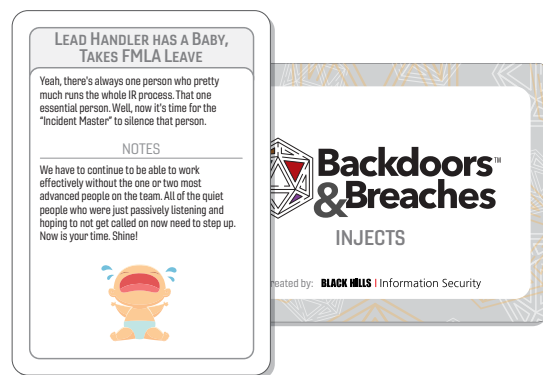 LEAD HANDLER HAS A BABY,
TAKES FMLA LEAVE
Yeah, there's always one person who pretty
much runs the whole IR process. That one
essential person. Well, now it's time for the
"Incident Master" to silence that person.
NOTES
We have to continue to be able to work
effectively without the one or two most
advanced people on the team. All of the quiet
people who were just passively listening and
hoping to not get called on now need to step up.
Now is your time. Shine!
Backdoors™
&Breaches
INJECTS
reated by: BLACK HILLS | Information Security